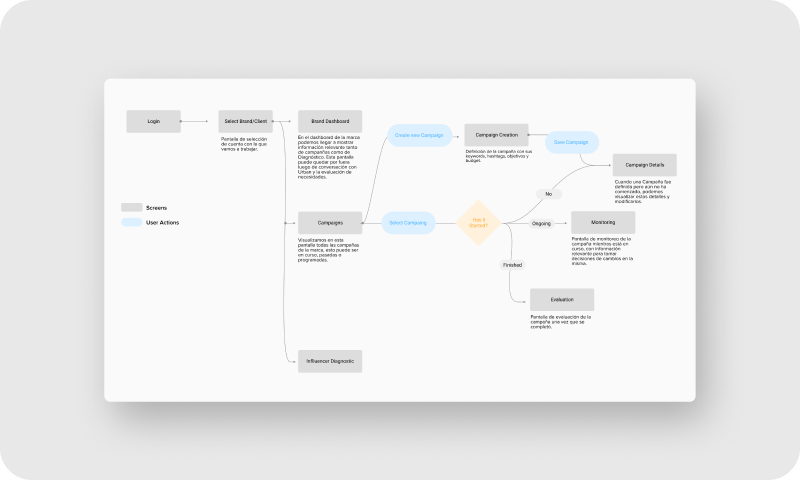 Login
Select Brand/Client
Pantalla de selección
de cuenta con la que
vamos a trabajar.
Brand Dashboard
En el dashboard de la marca
podemos llegar a mostrar
información relevante tanto
de campañas como de
Diagnóstico. Esta pantalla
puede quedar por fuera
luego de conversación con
Urban y la evaluación de
necesidades.
Create new Campaign
Campaign Creation
Definición de la campaña con sus
keywords, hashtags, objetivos y
budget.
Save Campaign
Campaign Details
Cuando una Campaña fue
definida pero aún no ha
comenzado, podemos
visualizar estos detalles y
modificarlos.
No
Screens
User Actions
Campaigns
Visualizamos en esta
pantalla todas las campañas
de la marca, esto puede ser
en curso, pasadas o
programadas.
Select Campaing
Has it
Started?
Ongoing
Monitoring
Pantalla de monitoreo de la
campaña mientras está en
curso, con información
relevante para tomar
decisiones de cambios en la
misma.
Finished
Evaluation
Pantalla de evaluación de la
campaña una vez que se
completó.
Influencer Diagnostic